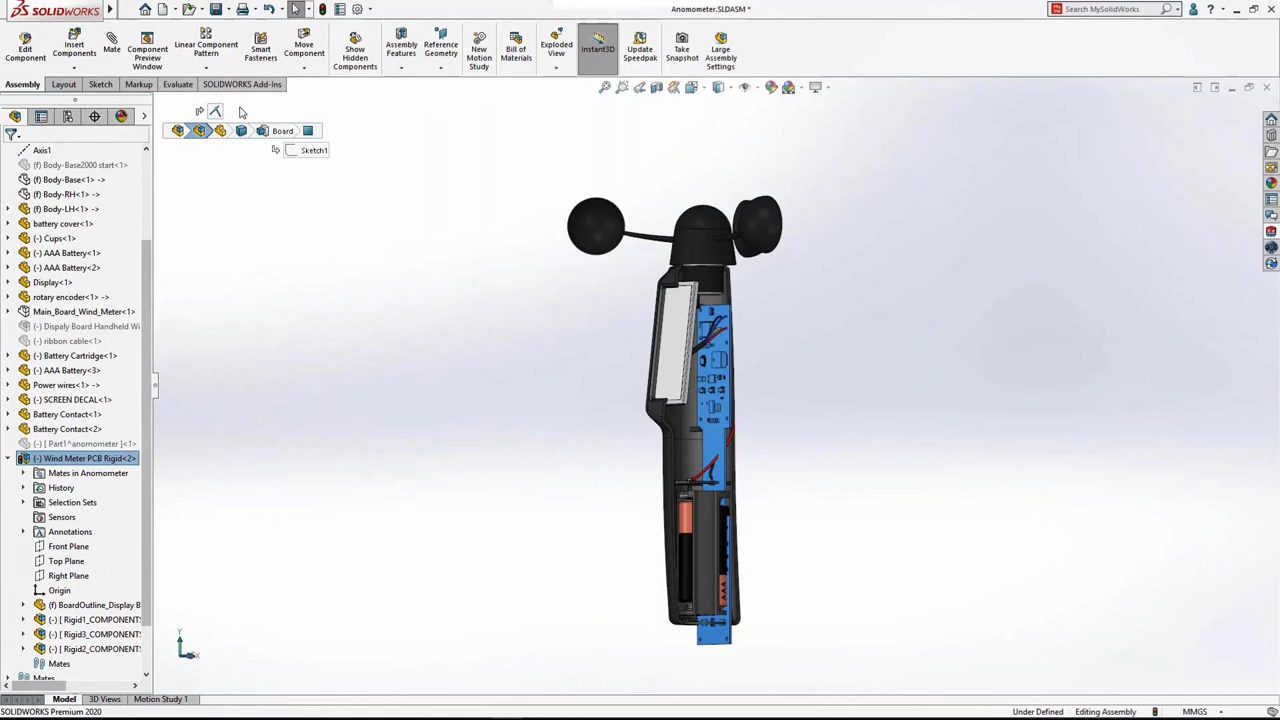 SOLIDWORKS
Anomometer.SLDASM *
Search MySolidWorks
Edit Component
Insert Components
Mate
Component Preview Window
Linear Component Pattern
Smart Fasteners
Move Component
Show Hidden Components
Assembly Features
Reference Geometry
New Motion Study
Bill of Materials
Exploded View
Instant3D
Update Speedpak
Take Snapshot
Large Assembly Settings
Assembly Layout Sketch Markup Evaluate SOLIDWORKS Add-Ins
Board
Sketch1
Axis1
(-) Body-Base2000 start<1>
(f) Body-Base<1> ->
(f) Body-RH<1> ->
(f) Body-LH<1> ->
battery cover<1> ->
(-) Cups<1> ->
(-) AAA Battery<1> ->
(-) AAA Battery<2> ->
Display<1> ->
rotary encoder<1> ->
Main_Board_Wind_Meter<1> ->
(-) Dispaly Board Handheld Wi
(-) ribbon cable<1> ->
(-) Battery Cartridge<1> ->
(-) AAA Battery<3> ->
Power wires<1> ->
(-) SCREEN DECAL<1> ->
Battery Contact<1> ->
Battery Contact<2> ->
(-) [ Part1^anomometer ]<1> ->
(-) Wind Meter PCB Rigid<2>
Mates in Anomometer
History
Selection Sets
Sensors
Annotations
Front Plane
Top Plane
Right Plane
Origin
(f) BoardOutline_Display B
(-) [ Rigid1_COMPONENT
(-) [ Rigid3_COMPONENT
(-) [ Rigid2_COMPONENT
Mates
Mates
Model 3D Views Motion Study 1
SOLIDWORKS Premium 2020
Under Defined Editing Assembly MMGS